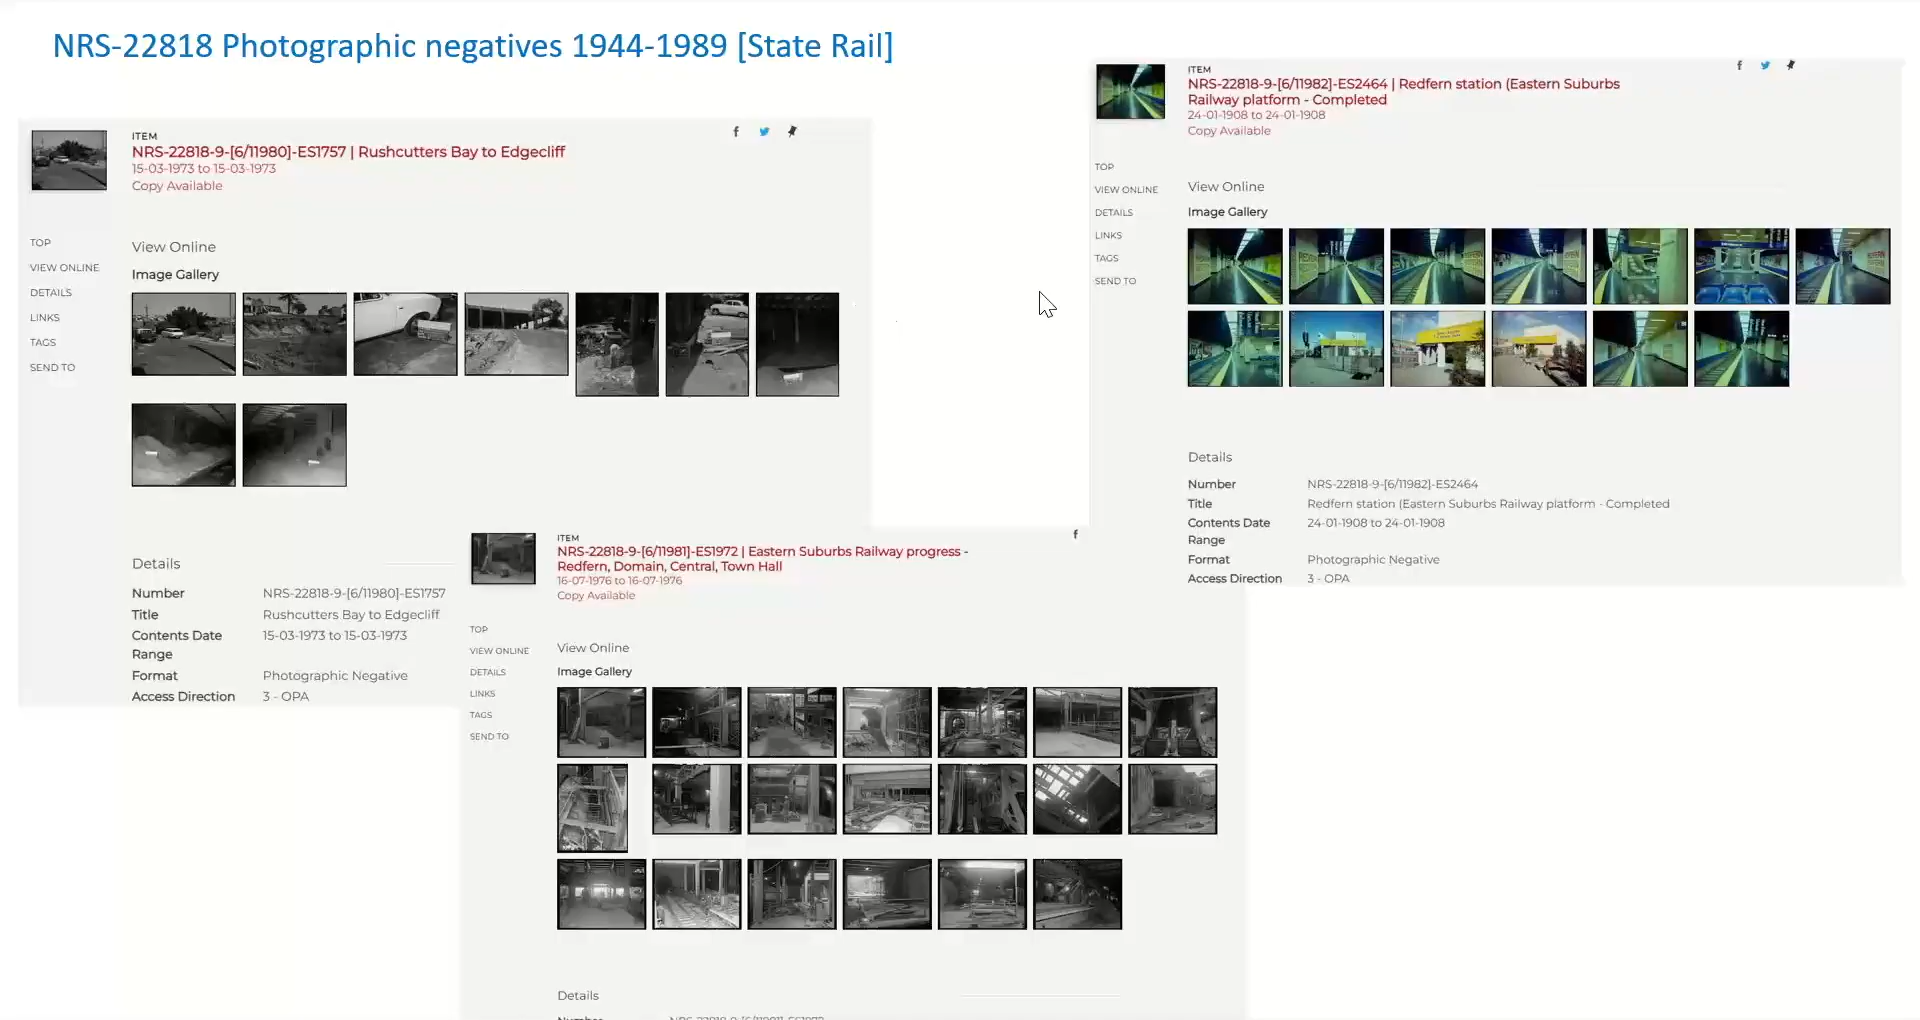 NRS-22818 Photographic negatives 1944-1989 [State Rail]
ITEM
NRS-22818-9-[6/11980]-ES1757 | Rushcutters Bay to Edgecliff
15-03-1973 to 15-03-1973
Copy Available
TOP
VIEW ONLINE
DETAILS
LINKS
TAGS
SEND TO
View Online
Image Gallery
Details
Number NRS-22818-9-[6/11980]-ES1757
Title Rushcutters Bay to Edgecliff
Contents Date 15-03-1973 to 15-03-1973
Range
Format Photographic Negative
Access Direction 3 - OPA
ITEM
NRS-22818-9-[6/11981]-ES1972 | Eastern Suburbs Railway progress -
Redfern, Domain, Central, Town Hall
16-07-1976 to 16-07-1976
Copy Available
TOP
VIEW ONLINE
DETAILS
LINKS
TAGS
SEND TO
View Online
Image Gallery
Details
Number NRS-22818-9-[6/11981]-ES1972
ITEM
NRS-22818-9-[6/11982]-ES2464 | Redfern station (Eastern Suburbs
Railway platform - Completed
24-01-1908 to 24-01-1908
Copy Available
TOP
VIEW ONLINE
DETAILS
LINKS
TAGS
SEND TO
View Online
Image Gallery
Details
Number NRS-22818-9-[6/11982]-ES2464
Title Redfern station (Eastern Suburbs Railway platform - Completed
Contents Date 24-01-1908 to 24-01-1908
Range
Format Photographic Negative
Access Direction 3 - OPA